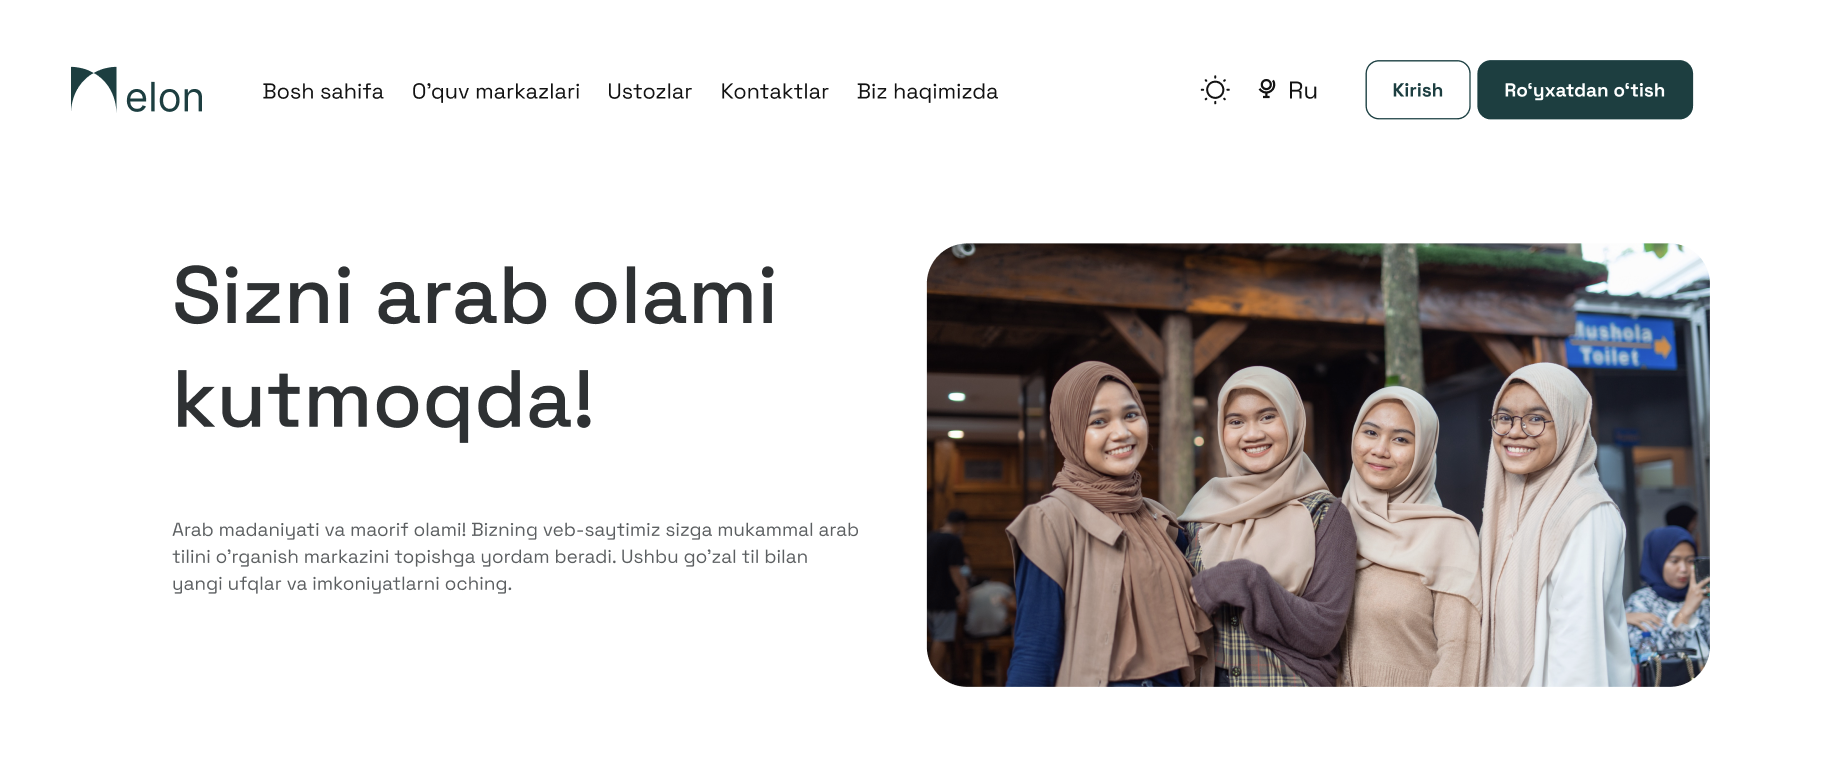 elon
Bosh sahifa
O'quv markazlari
Ustozlar
Kontaktlar
Biz haqimizda
Ru
Kirish
Ro‘yxatdan o‘tish
Sizni arab olami
kutmoqda!
Arab madaniyati va maorif olami! Bizning veb-saytimiz sizga mukammal arab
tilini o’rganish markazini topishga yordam beradi. Ushbu go’zal til bilan
yangi ufqlar va imkoniyatlarni oching.
Mushola
Toilet